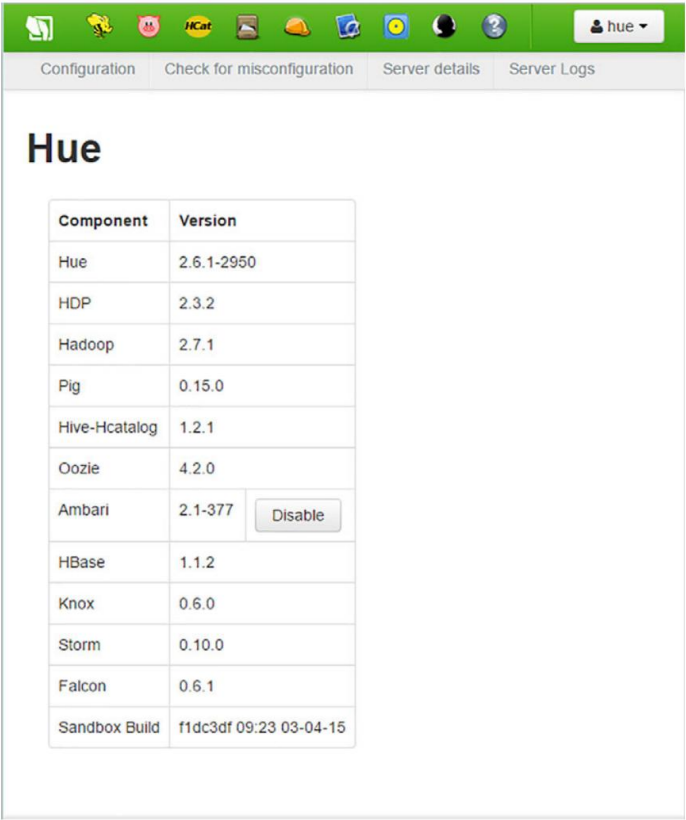 HCat
hue
Configuration Check for misconfiguration Server details Server Logs
Hue
Component Version
Hue 2.6.1-2950
HDP 2.3.2
Hadoop 2.7.1
Pig 0.15.0
Hive-Hcatalog 1.2.1
Oozie 4.2.0
Ambari 2.1-377 Disable
HBase 1.1.2
Knox 0.6.0
Storm 0.10.0
Falcon 0.6.1
Sandbox Build f1dc3df 09:23 03-04-15